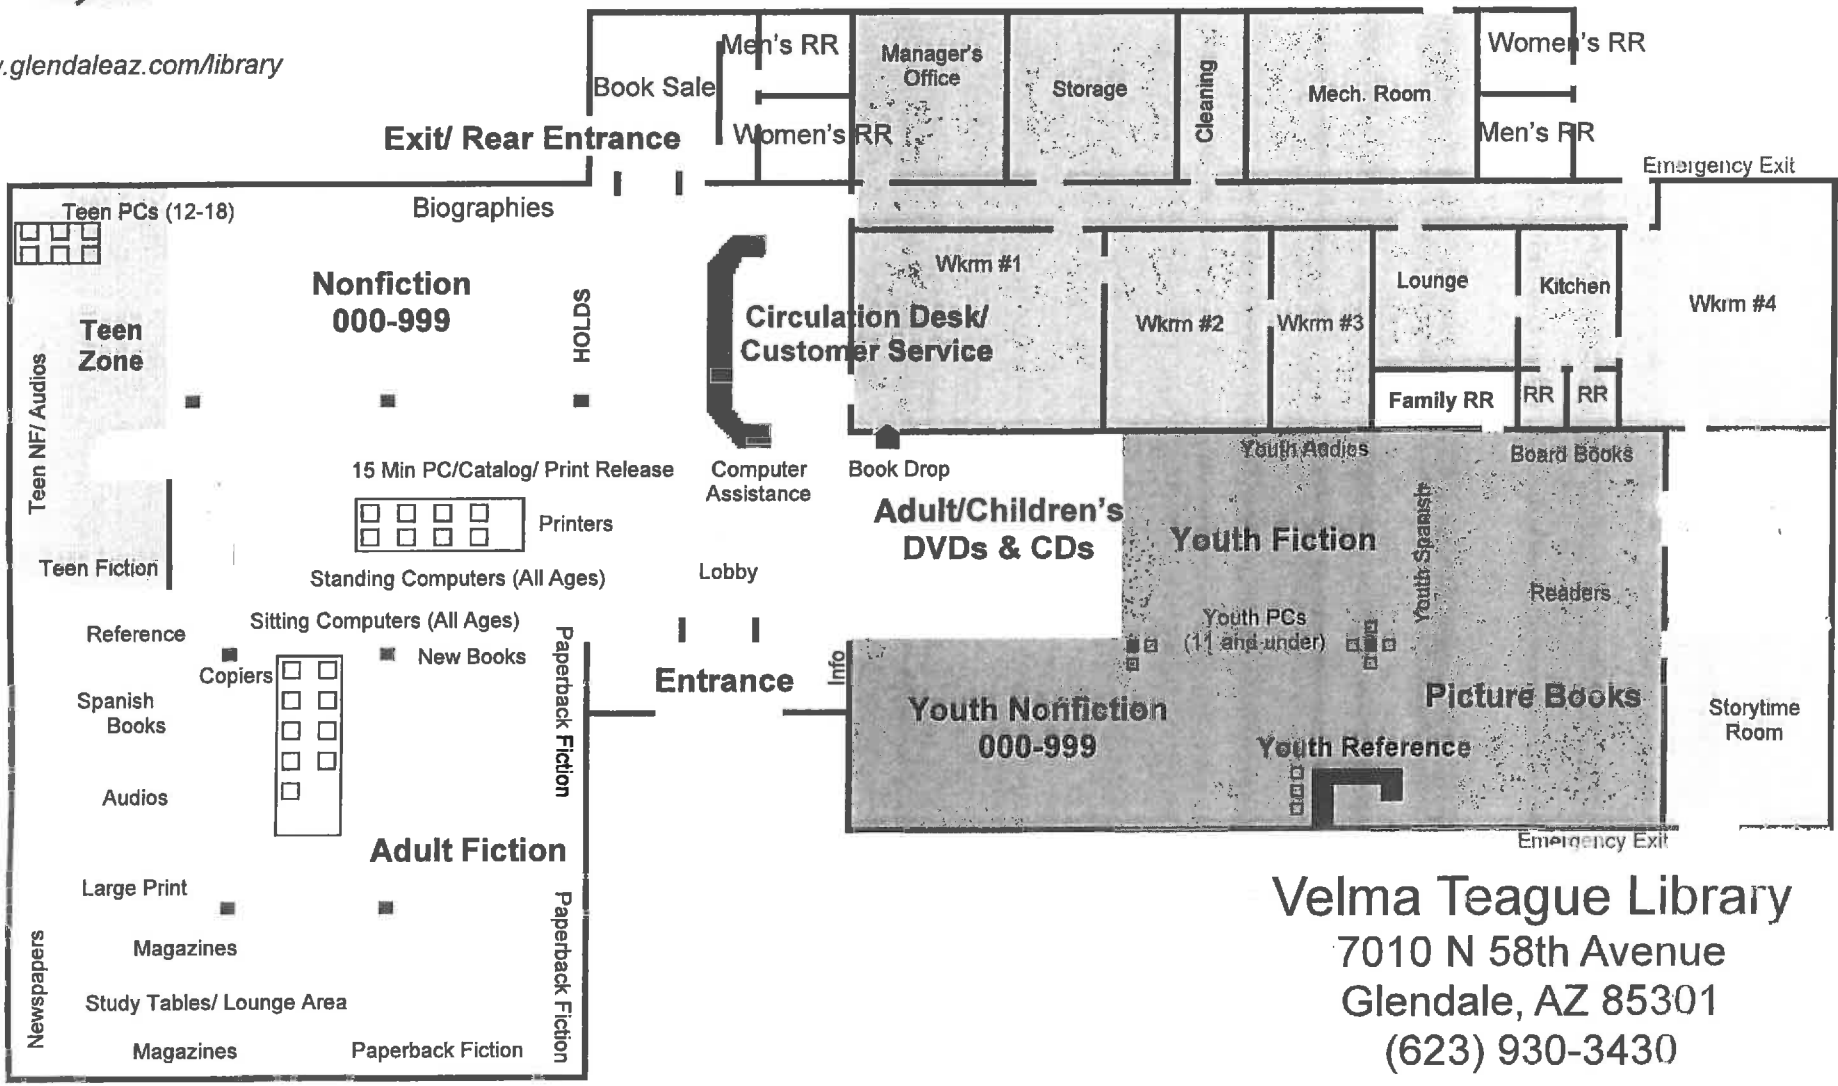 .glendaleaz.com/library
Book Sale
Men's RR
Women's RR
Manager's
Office
Storage
Cleaning
Mech. Room
Women's RR
Men's RR
Exit/ Rear Entrance
Emergency Exit
Teen PCs (12-18)
Biographies
Nonfiction
000-999
HOLDS
Teen
Zone
Teen NF/ Audios
Teen Fiction
Circulation Desk/
Customer Service
Wkrm #1
Wkrm #2
Wkrm #3
Lounge
Kitchen
Wkrm #4
Family RR
RR
RR
15 Min PC/Catalog/ Print Release
Printers
Standing Computers (All Ages)
Computer
Assistance
Book Drop
Lobby
Adult/Children's
DVDs & CDs
Youth Audios
Board Books
Youth Fiction
Youth Spanish
Readers
Youth PCs
(11 and under)
Reference
Sitting Computers (All Ages)
Copiers
New Books
Paperback Fiction
Entrance
Info
Spanish
Books
Audios
Adult Fiction
Youth Nonfiction
000-999
Youth Reference
Picture Books
Storytime
Room
Emergency Exit
Large Print
Magazines
Newspapers
Study Tables/ Lounge Area
Magazines
Paperback Fiction
Paperback Fiction
Velma Teague Library
7010 N 58th Avenue
Glendale, AZ 85301
(623) 930-3430